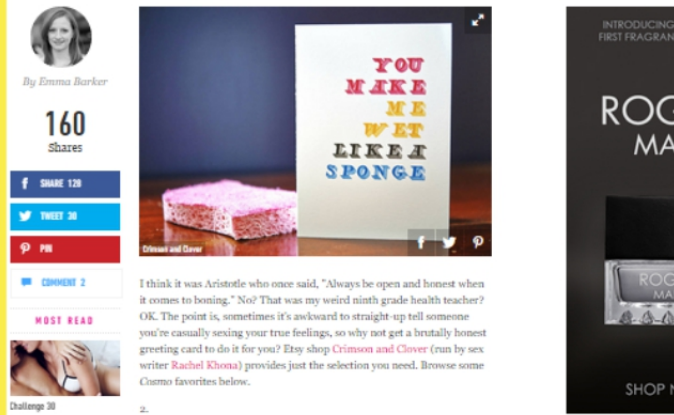 By Emma Barker
160
Shares
SHARE 129
TWEET 30
PIN
COMMENT 2
MOST READ
Challenge 30
YOU
MAKE
ME
WET
LIKE A
SPONGE
Crimson and Clover
I think it was Aristotle who once said, "Always be open and honest when
it comes to boning." No? That was my weird ninth grade health teacher?
OK. The point is, sometimes it's awkward to straight-up tell someone
you're casually sexing your true feelings, so why not get a brutally honest
greeting card to do it for you? Etsy shop Crimson and Clover (run by sex
writer Rachel Khona) provides just the selection you need. Browse some
Cosmo favorites below.
2.
INTRODUCING
FIRST FRAGRAN
ROG
MA
ROG
MA
SHOP N